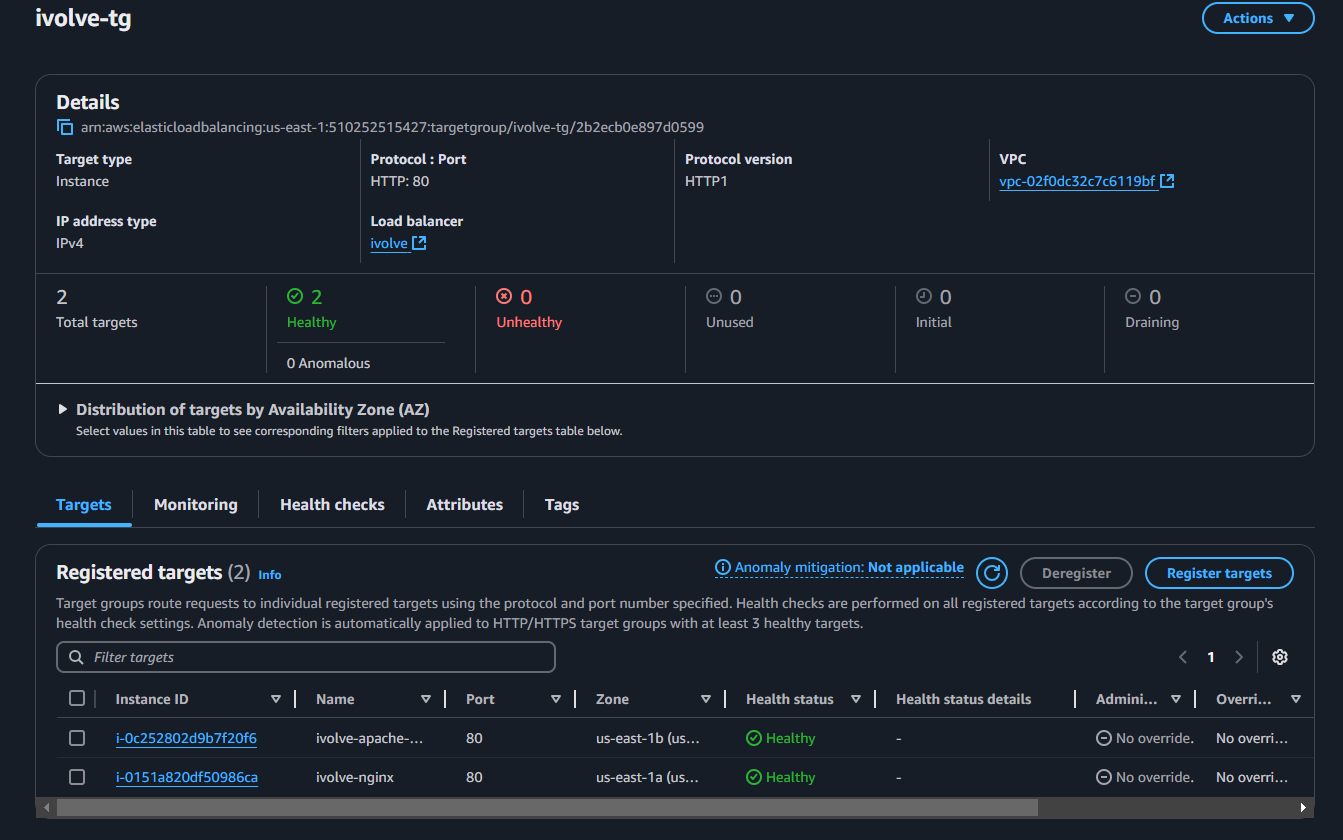 ivolve-tg
Actions
Details
arn:aws:elasticloadbalancing:us-east-1:510252515427:targetgroup/ivolve-tg/2b2ecb0e897d0599
Target type
Instance
Protocol : Port
HTTP: 80
Protocol version
HTTP1
VPC
vpc-02f0dc32c7c6119bf
IP address type
IPv4
Load balancer
ivolve
2
Total targets
2
Healthy
0 Anomalous
0
Unhealthy
0
Unused
0
Initial
0
Draining
Distribution of targets by Availability Zone (AZ)
Select values in this table to see corresponding filters applied to the Registered targets table below.
Targets Monitoring Health checks Attributes Tags
Registered targets (2) Info
Anomaly mitigation: Not applicable
Deregister
Register targets
Target groups route requests to individual registered targets using the protocol and port number specified. Health checks are performed on all registered targets according to the target group's
health check settings. Anomaly detection is automatically applied to HTTP/HTTPS target groups with at least 3 healthy targets.
Filter targets
1
Instance ID Name Port Zone Health status Health status details Admini... Overri...
i-0c252802d9b7f20f6 ivolve-apache-... 80 us-east-1b (us... Healthy - No override. No overri...
i-0151a820df50986ca ivolve-nginx 80 us-east-1a (us... Healthy - No override. No overri...